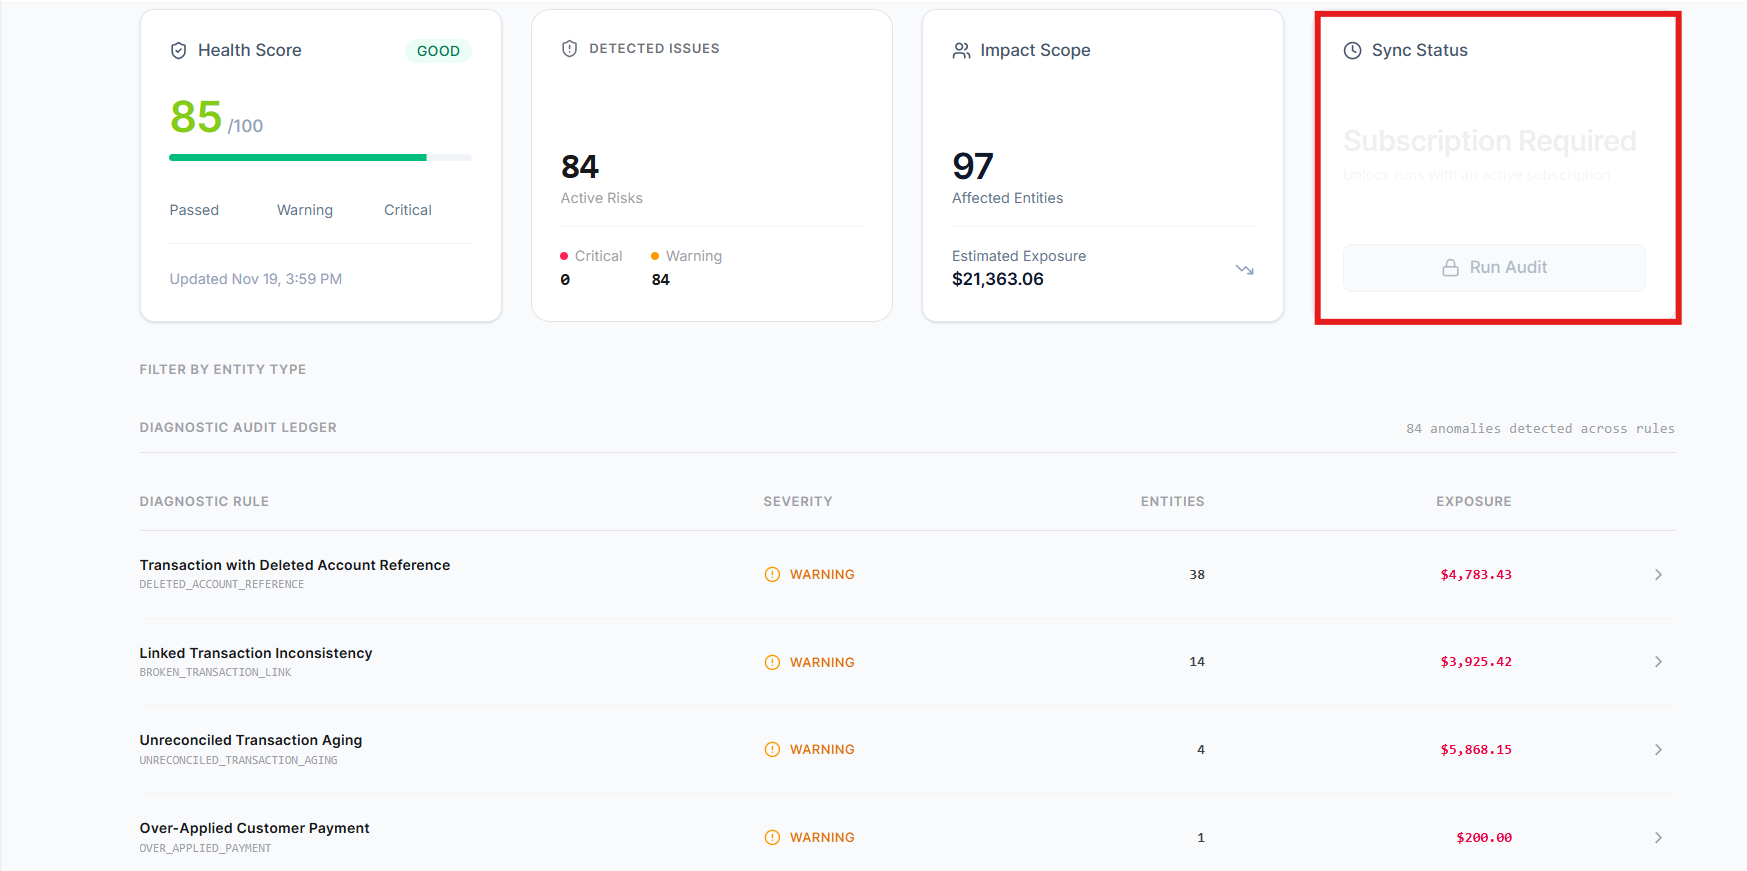 Health Score
GOOD
85 /100
Passed Warning Critical
Updated Nov 19, 3:59 PM
DETECTED ISSUES
84
Active Risks
Critical Warning
0 84
Impact Scope
97
Affected Entities
Estimated Exposure
$21,363.06
Sync Status
Subscription Required
Unlock runs with an active subscription
Run Audit
FILTER BY ENTITY TYPE
DIAGNOSTIC AUDIT LEDGER
84 anomalies detected across rules
DIAGNOSTIC RULE SEVERITY ENTITIES EXPOSURE
Transaction with Deleted Account Reference
DELETED_ACCOUNT_REFERENCE
WARNING 38 $4,783.43
Linked Transaction Inconsistency
BROKEN_TRANSACTION_LINK
WARNING 14 $3,925.42
Unreconciled Transaction Aging
UNRECONCILED_TRANSACTION_AGING
WARNING 4 $5,868.15
Over-Applied Customer Payment
OVER_APPLIED_PAYMENT
WARNING 1 $200.00